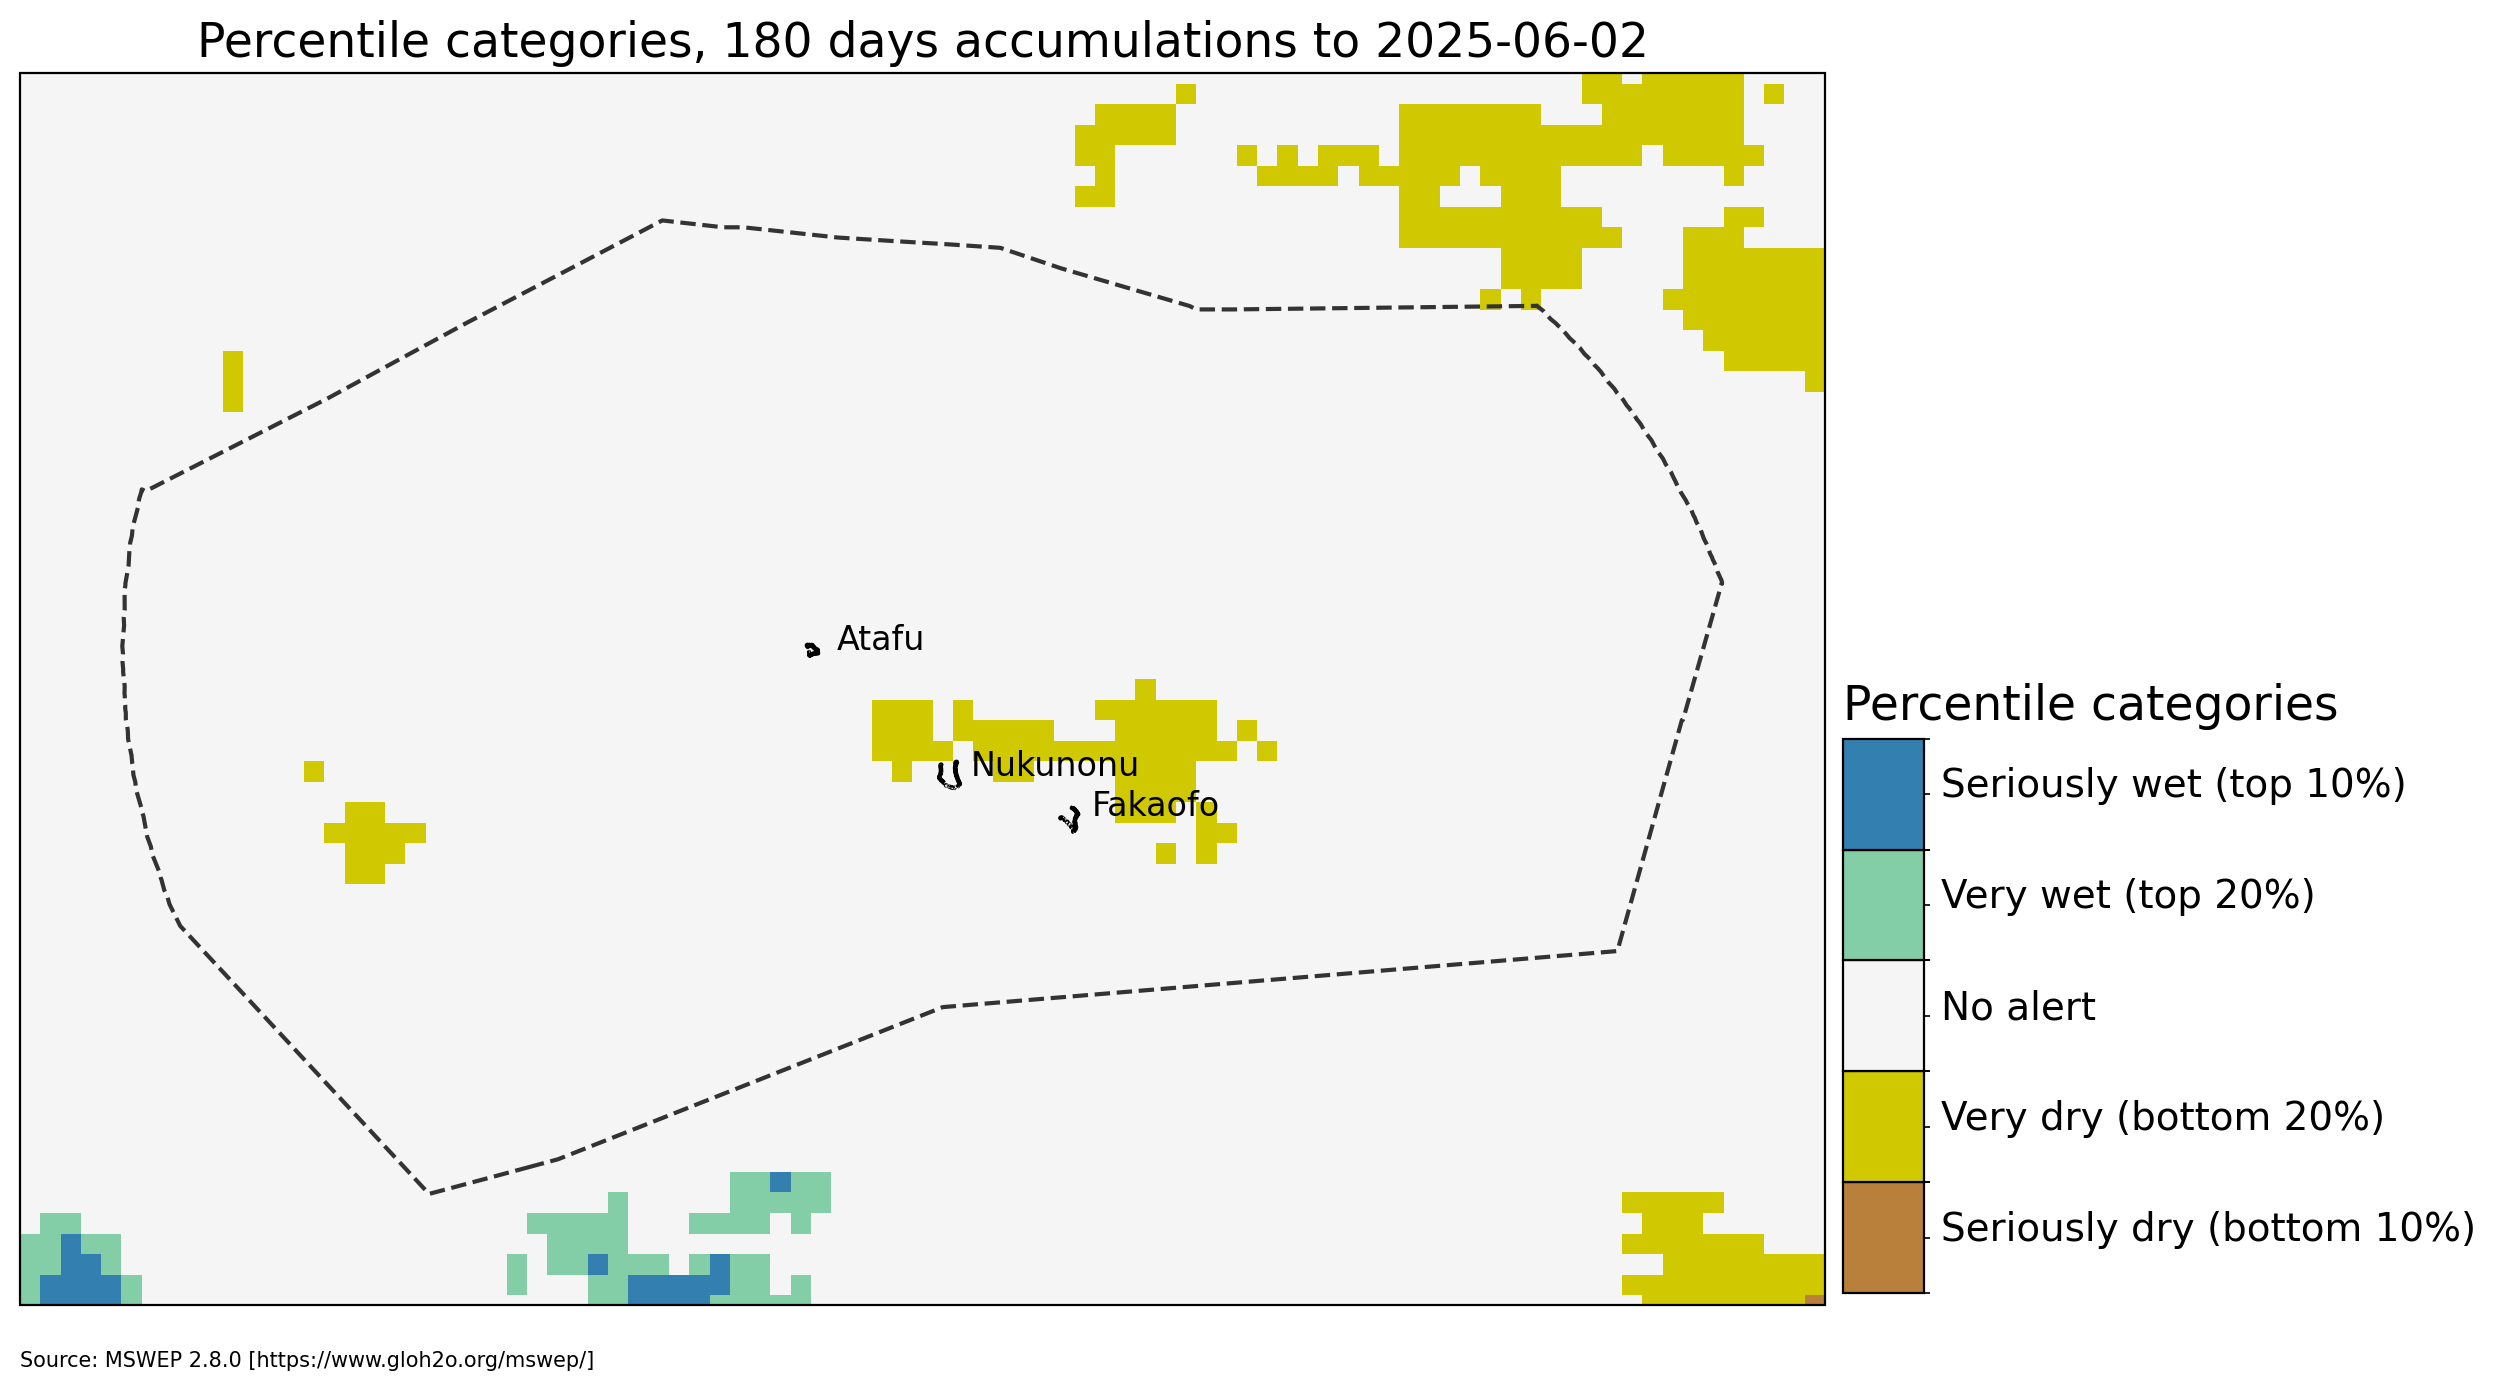 Percentile categories, 180 days accumulations to 2025-06-02
Atafu
Nukunonu
Fakaofo
Percentile categories
Seriously wet (top 10%)
Very wet (top 20%)
No alert
Very dry (bottom 20%)
Seriously dry (bottom 10%)
Source: MSWEP 2.8.0 [https://www.gloh2o.org/mswep/]